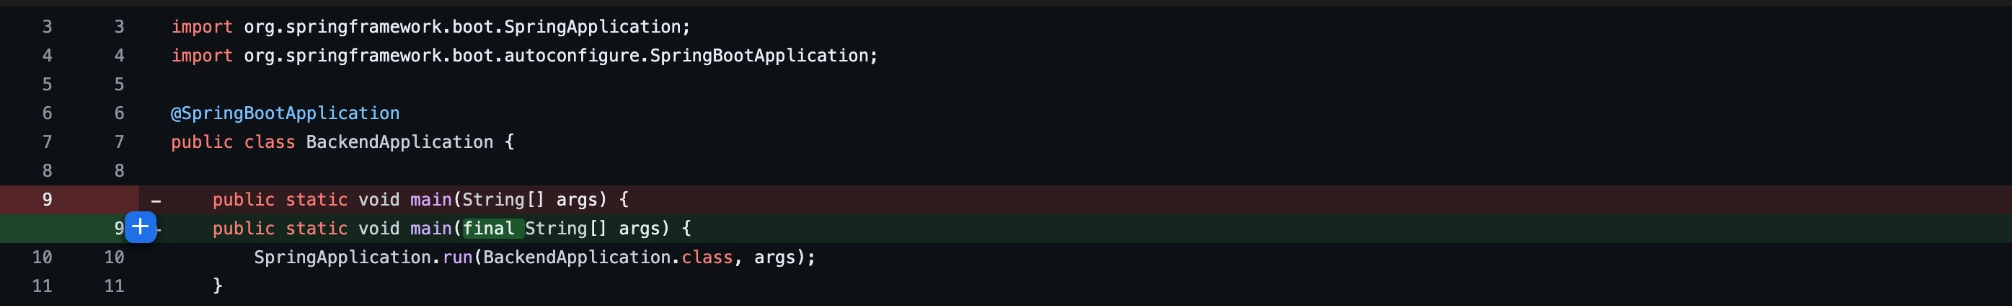 3 3 import org.springframework.boot.SpringApplication;
4 4 import org.springframework.boot.autoconfigure.SpringBootApplication;
5 5
6 6 @SpringBootApplication
7 7 public class BackendApplication {
8 8
9 - public static void main(String[] args) {
9 + public static void main(final String[] args) {
10 10 SpringApplication.run(BackendApplication.class, args);
11 11 }